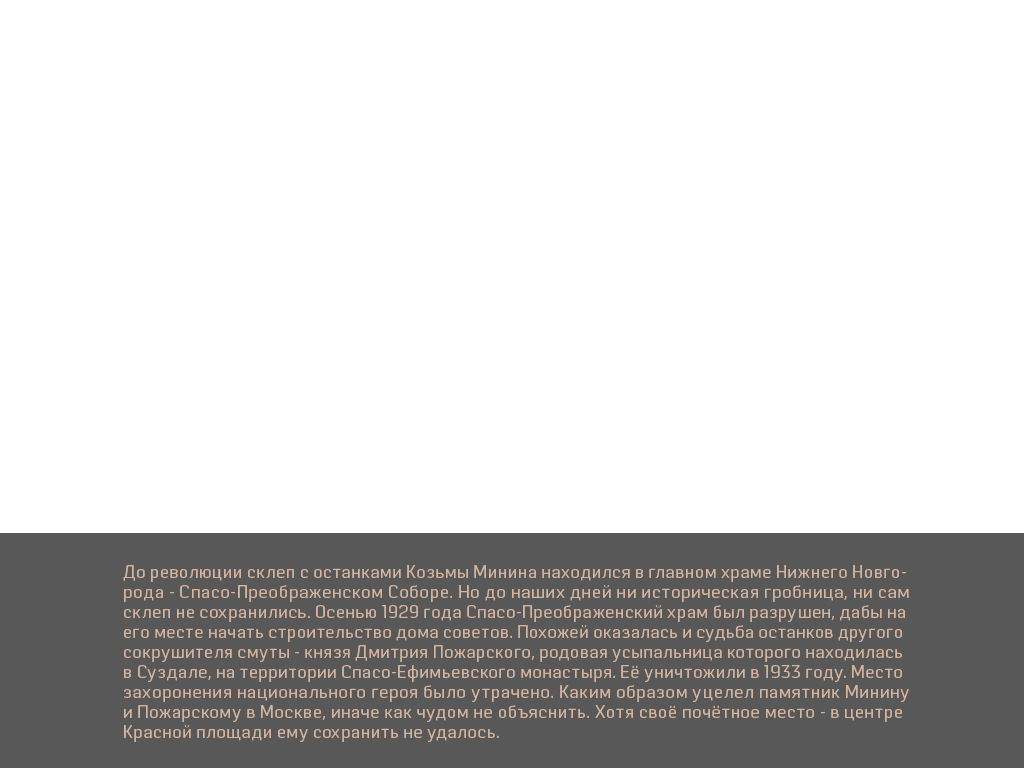 До революции склеп с останками Козьмы Минина находился в главном храме Нижнего Новго-
рода - Спасо-Преображенском Соборе. Но до наших дней ни историческая гробница, ни сам
склеп не сохранились. Осенью 1929 года Спасо-Преображенский храм был разрушен, дабы на
его месте начать строительство дома советов. Похожей оказалась и судьба останков другого
сокрушителя смуты - князя Дмитрия Пожарского, родовая усыпальница которого находилась
в Суздале, на территории Спасо-Ефимьевского монастыря. Её уничтожили в 1933 году. Место
захоронения национального героя было утрачено. Каким образом уцелел памятник Минину
и Пожарскому в Москве, иначе как чудом не объяснить. Хотя своё почётное место - в центре
Красной площади ему сохранить не удалось.